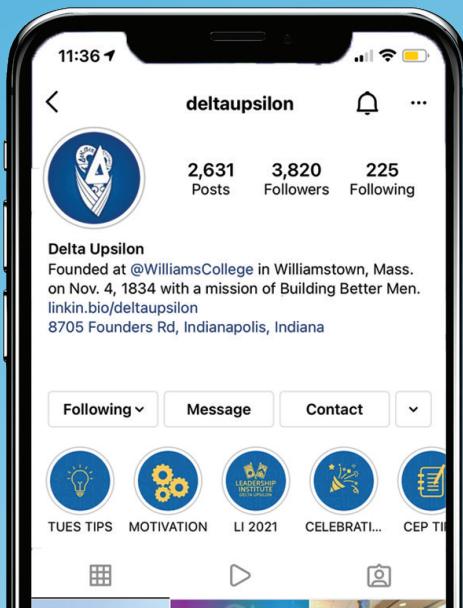 11:36
deltaupsilon
2,631 3,820 225
Posts Followers Following
Delta Upsilon
Founded at @WilliamsCollege in Williamstown, Mass.
on Nov. 4, 1834 with a mission of Building Better Men.
linkin.bio/deltaupsilon
8705 Founders Rd, Indianapolis, Indiana
Following Message Contact
LEADERSHIP
INSTITUTE
DELTA UPSILON
TUES TIPS MOTIVATION LI 2021 CELEBRATI... CEP TI